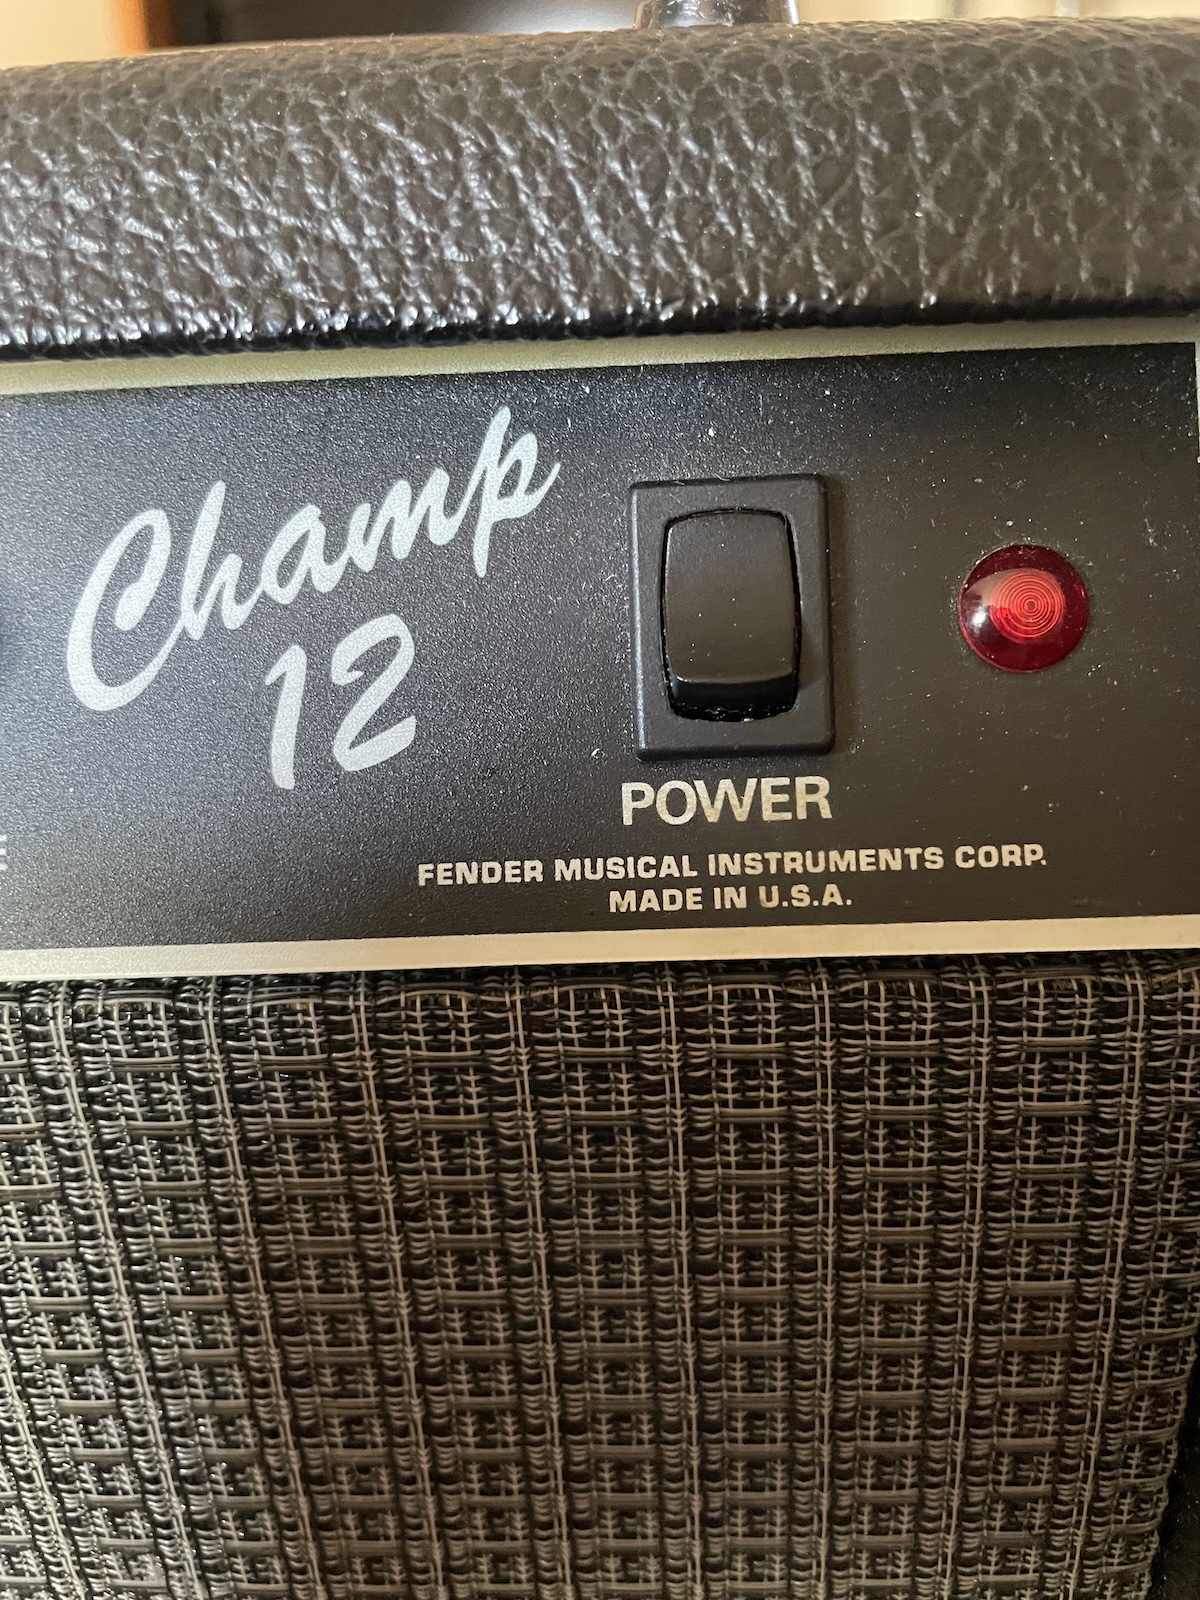 Champ
12
POWER
E
FENDER MUSICAL INSTRUMENTS CORP.
MADE IN U.S.A.